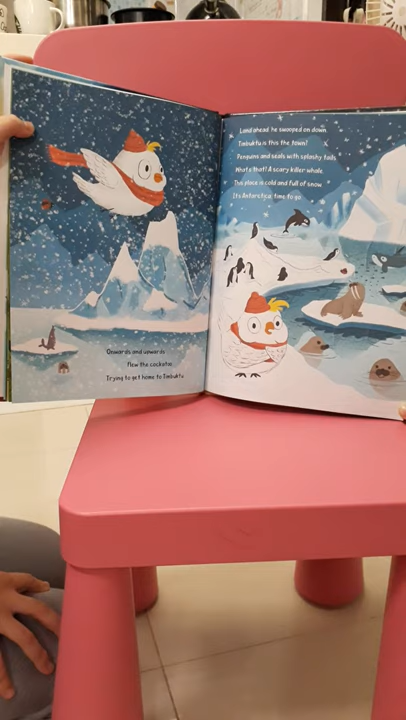 Onwards and upwards
Flew the cockatoo
Trying to get home to Timbuktu
Land ahead he swooped on down
Timbuktu is this the town?
Penguins and seals with splashy tails
What's that? A scary killer whale
This place is cold and full of snow
It's Antarctica, time to go